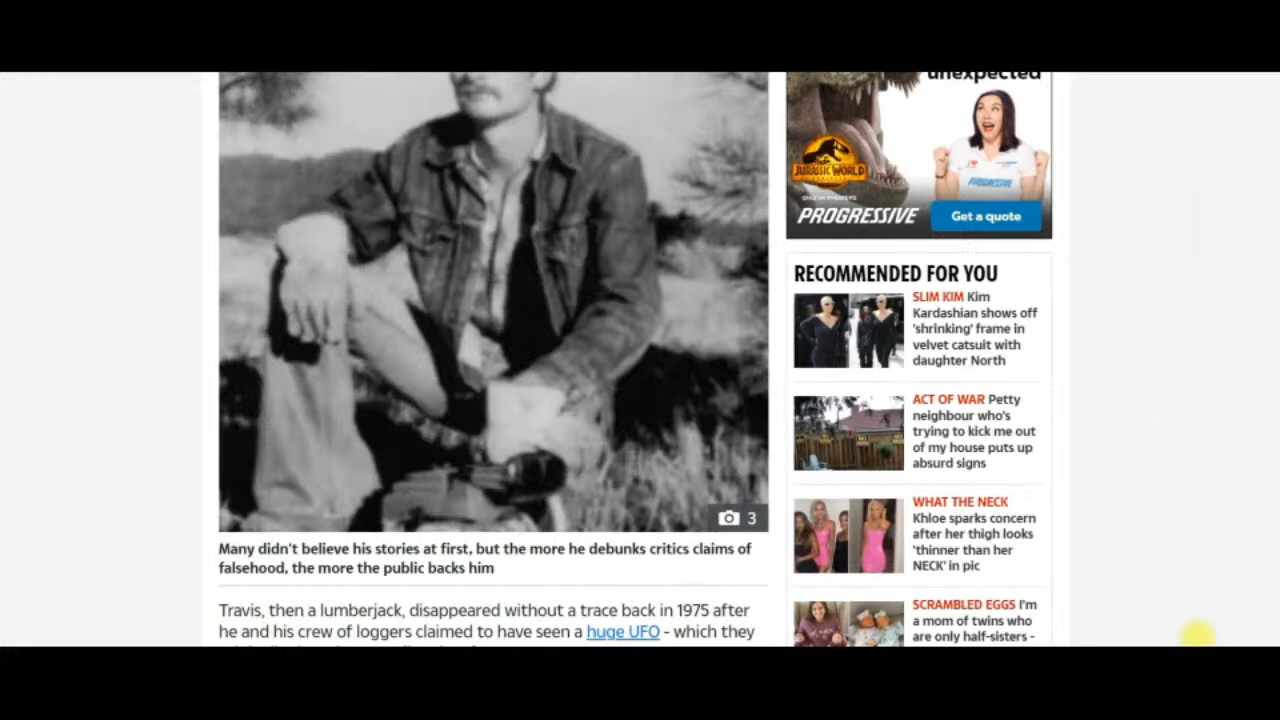 unexpected
JURASSIC WORLD
PROGRESSIVE
PROGRESSIVE
Get a quote
RECOMMENDED FOR YOU
SLIM KIM Kim
Kardashian shows off
'shrinking' frame in
velvet catsuit with
daughter North
ACT OF WAR Petty
neighbour who's
trying to kick me out
of my house puts up
absurd signs
WHAT THE NECK
Khloe sparks concern
after her thigh looks
'thinner than her
NECK' in pic
SCRAMBLED EGGS I'm
a mom of twins who
are only half-sisters -
3
Many didn't believe his stories at first, but the more he debunks critics claims of
falsehood, the more the public backs him
Travis, then a lumberjack, disappeared without a trace back in 1975 after
he and his crew of loggers claimed to have seen a huge UFO - which they